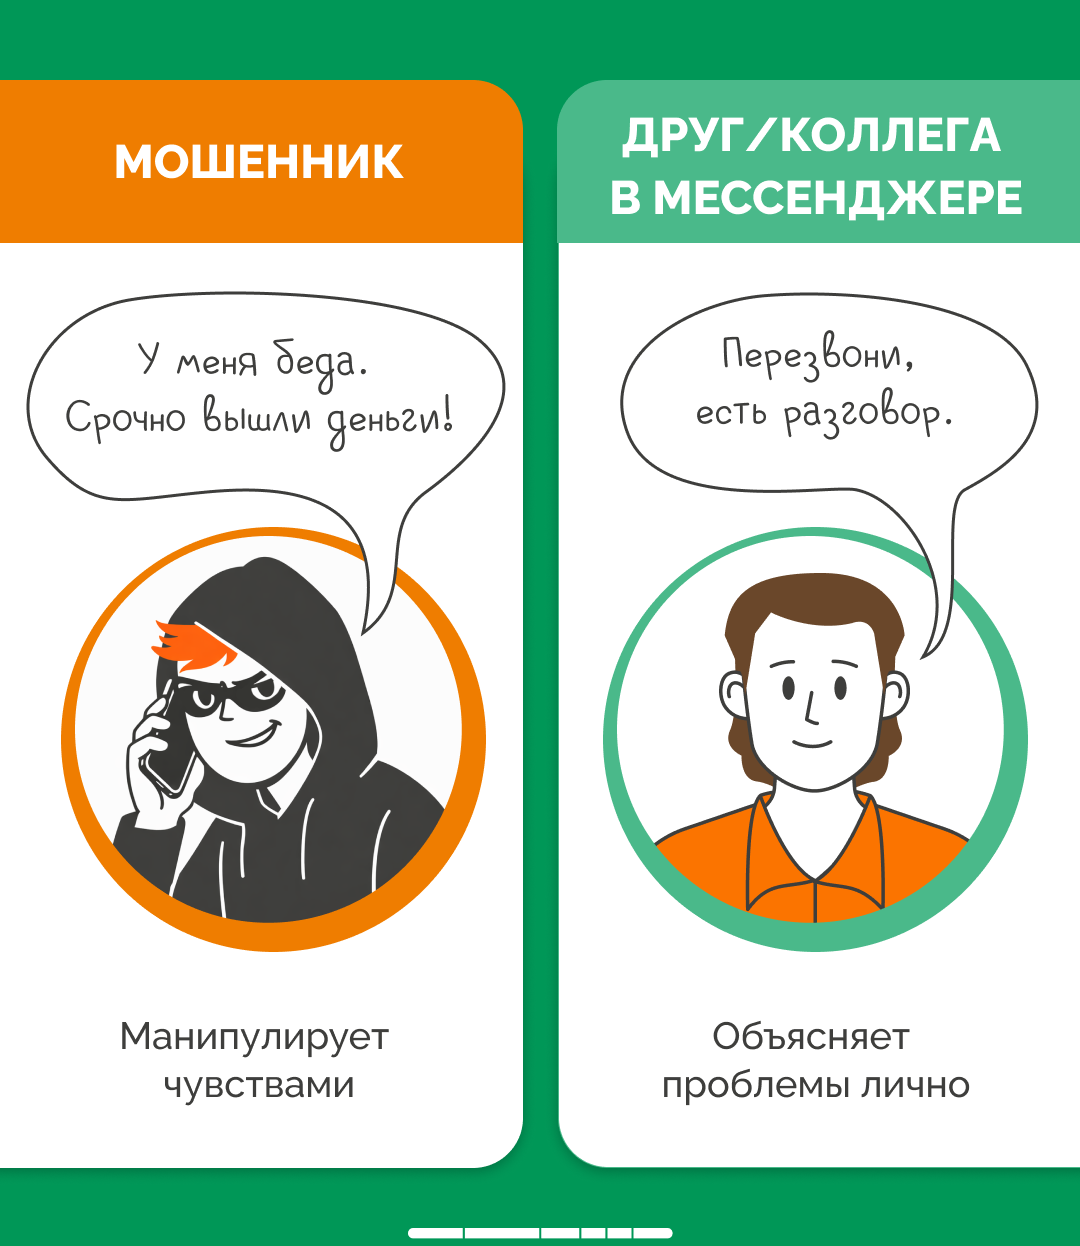 МОШЕННИК
У меня беда.
Срочно вышли деньги!
Манипулирует
чувствами
ДРУГ/КОЛЛЕГА
В МЕССЕНДЖЕРЕ
Перезвони,
есть разговор.
Объясняет
проблемы лично